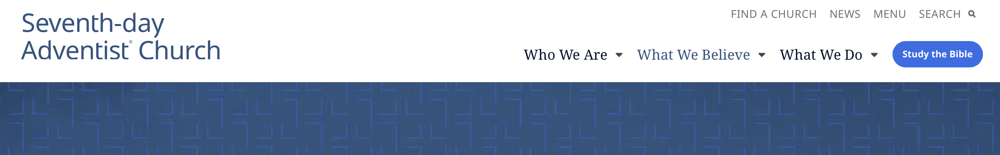 Seventh-day
Adventist® Church
FIND A CHURCH NEWS MENU SEARCH
Who We Are What We Believe What We Do Study the Bible